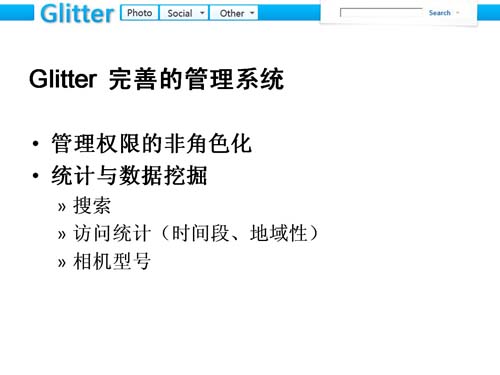 Glitter Photo Social Other Search
Glitter 完善的管理系统
• 管理权限的非角色化
• 统计与数据挖掘
» 搜索
» 访问统计（时间段、地域性）
» 相机型号